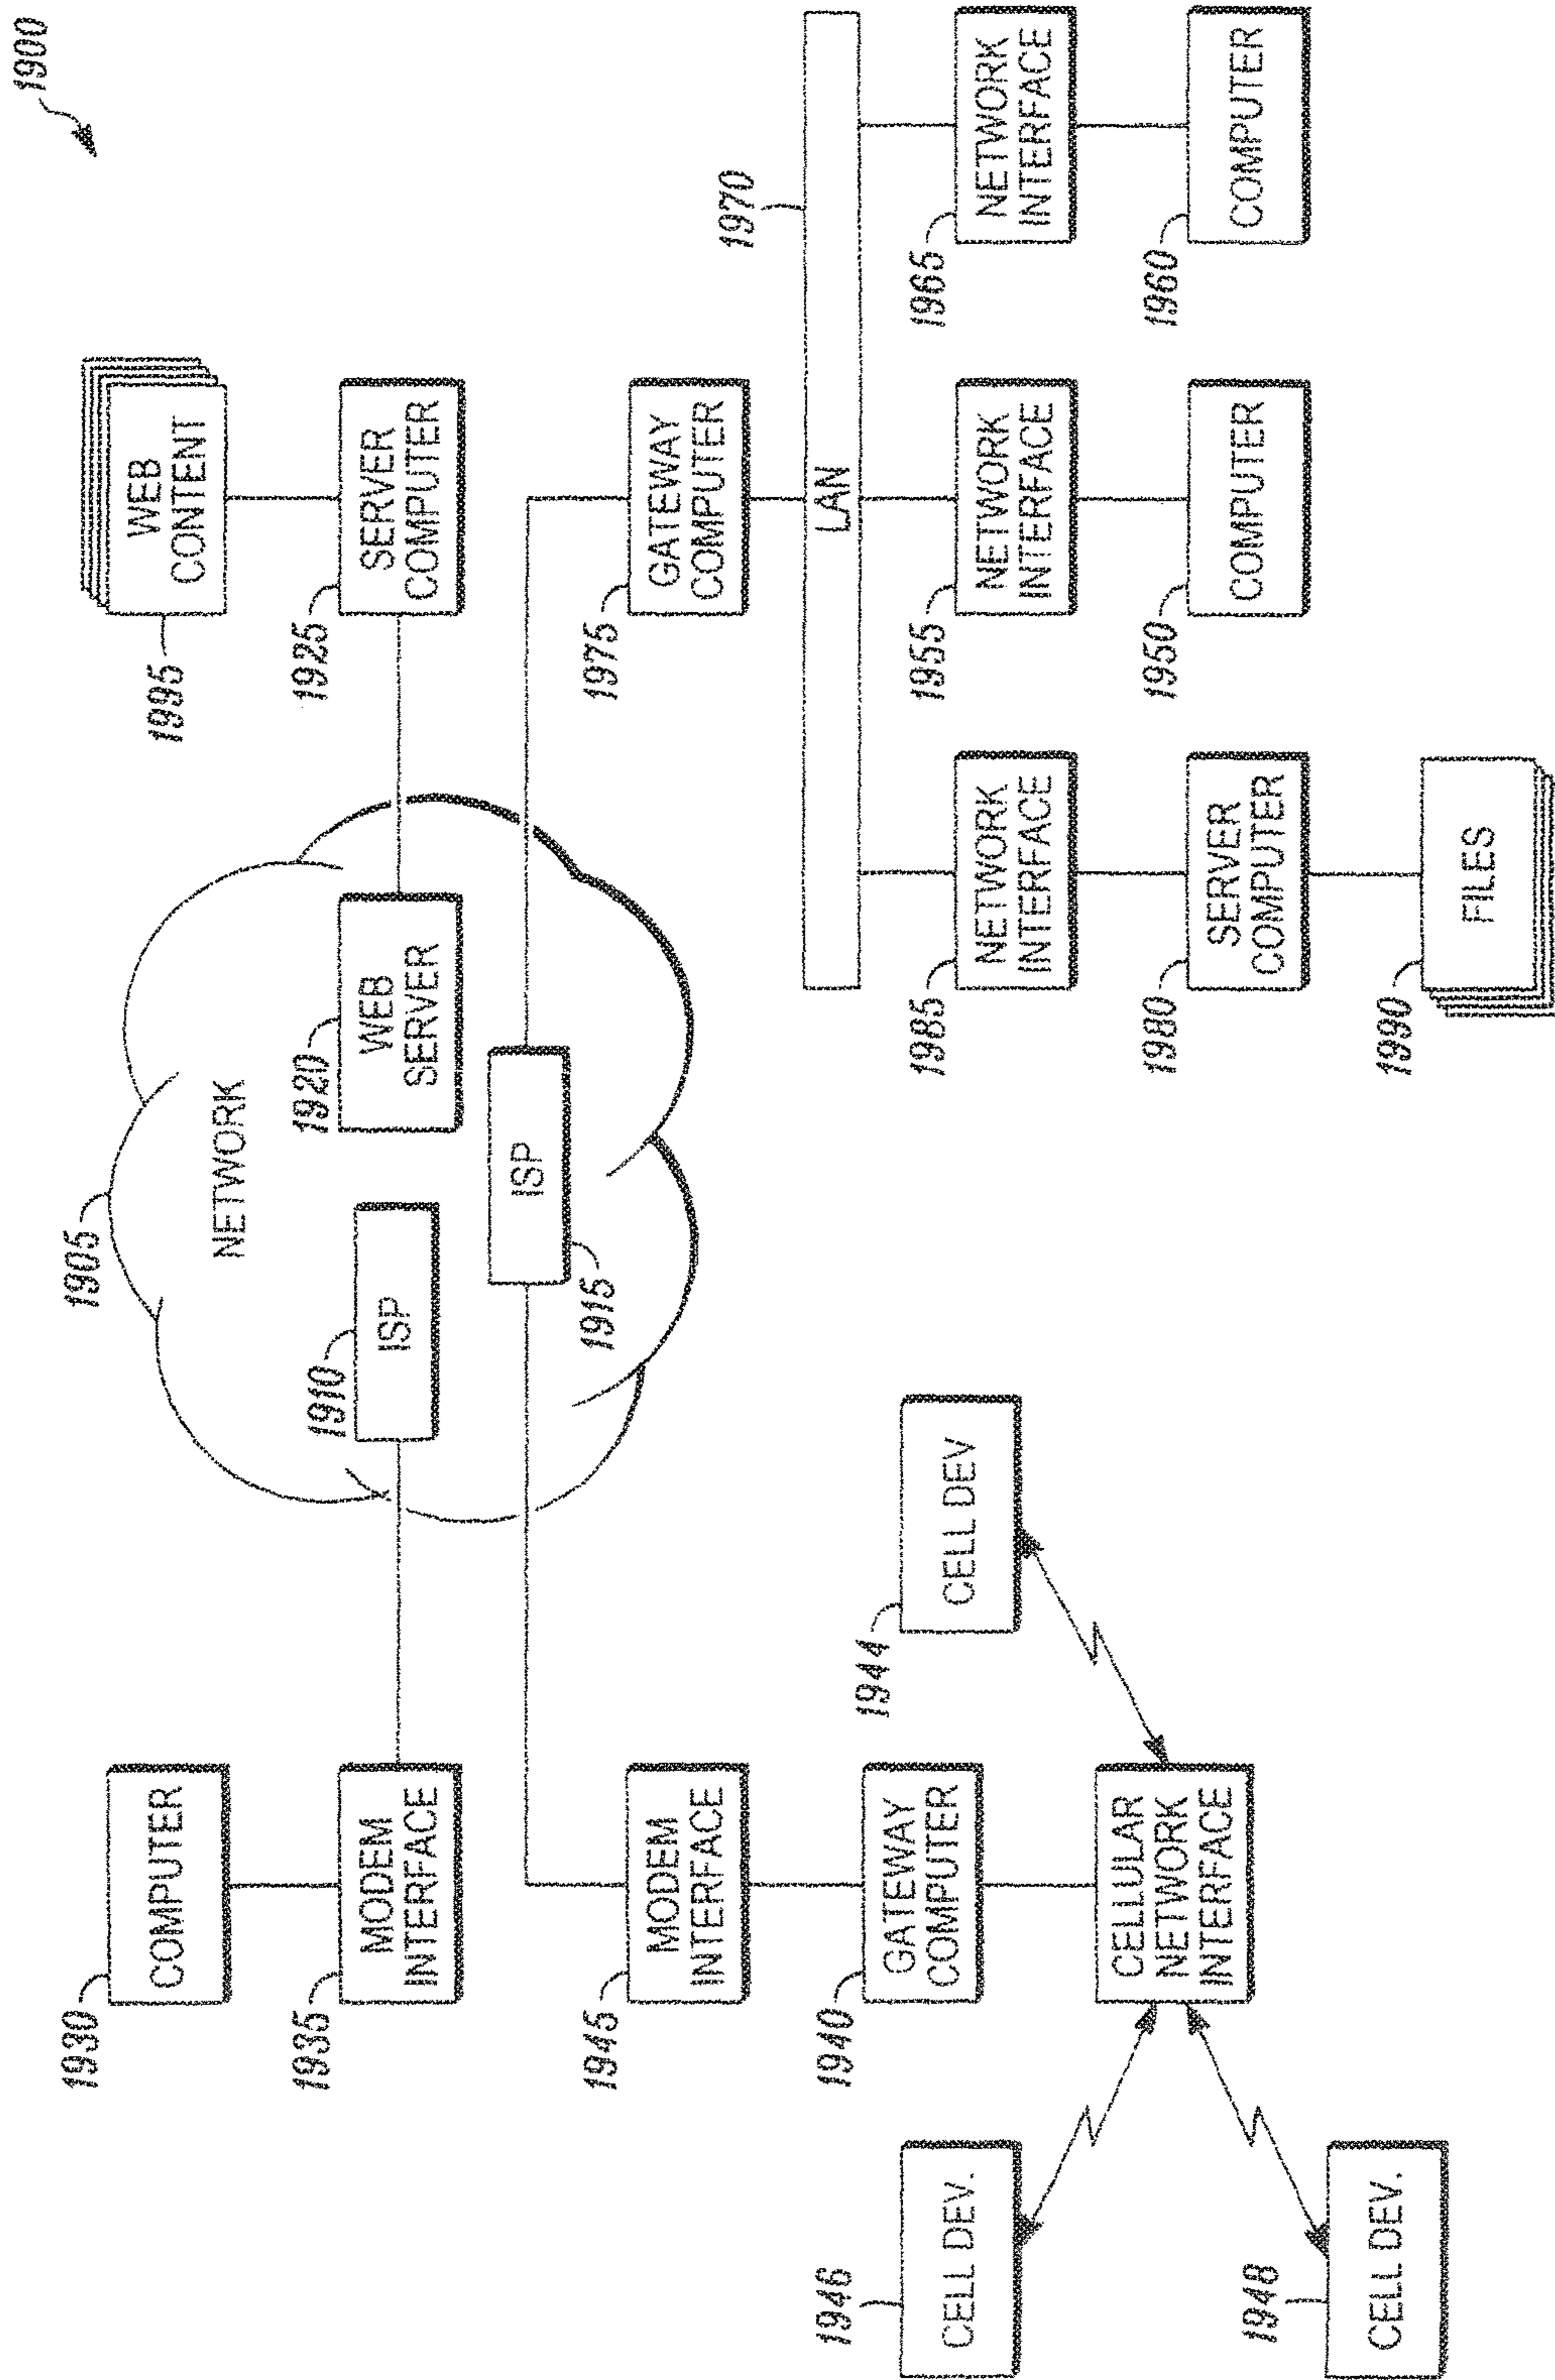 1900
1905
NETWORK
1930
COMPUTER
1995
WEB
CONTENT
1935
MODEM
INTERFACE
1910
ISP
1920
WEB
SERVER
1925
SERVER
COMPUTER
1915
ISP
1945
MODEM
INTERFACE
1975
GATEWAY
COMPUTER
1970
LAN
1946
CELL DEV.
1940
GATEWAY
COMPUTER
1944
CELL DEV
1985
NETWORK
INTERFACE
1955
NETWORK
INTERFACE
1965
NETWORK
INTERFACE
CELLULAR
NETWORK
INTERFACE
1980
SERVER
COMPUTER
1950
COMPUTER
1960
COMPUTER
1948
CELL DEV.
1990
FILES